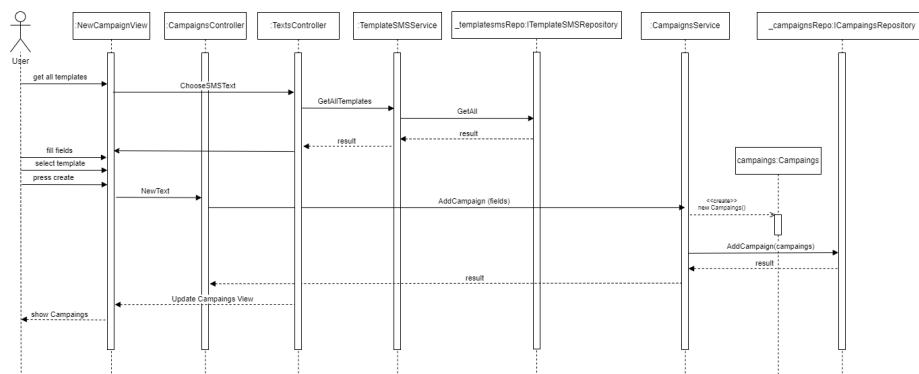 :NewCampaignView
:CampaignsController
:TextsController
:TemplateSMSService
_templatesmsRepo:ITemplateSMSRepository
:CampaignsService
_campaignsRepo:ICampaingsRepository
User
get all templates
ChooseSMSText
GetAllTemplates
GetAll
result
result
fill fields
select template
press create
campaings:Campaings
NewText
AddCampaign (fields)
<<create>>
new Campaings()
AddCampaign(campaings)
result
result
Update Campaings View
show Campaings